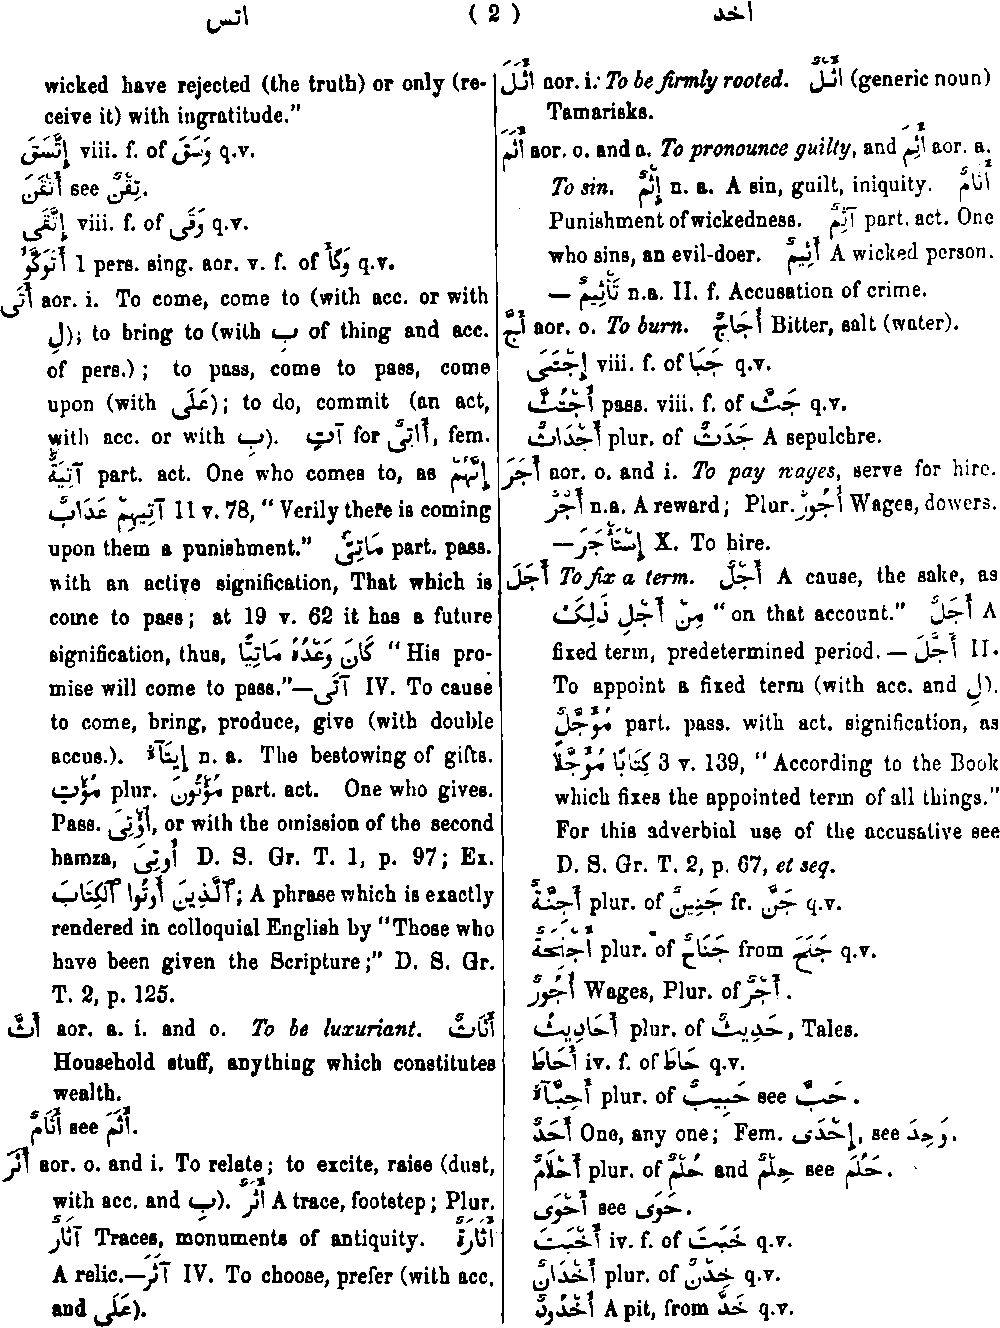 اتس ( 2 ) أخد
wicked have rejected (the truth) or only (re-
ceive it) with ingratitude."
إِتَّسَقَ viii. f. of وَسَقَ q.v.
أَتْقَنَ see تِقْنٌ.
إِتَّقَى viii. f. of وَقَى q.v.
أَتَوَكَّؤُ 1 pers. sing. aor. v. f. of وَكَأَ q.v.
أَتَى aor. i. To come, come to (with acc. or with
لِ); to bring to (with بِ of thing and acc.
of pers.); to pass, come to pass, come
upon (with عَلَى); to do, commit (an act,
with acc. or with بِ). آتٍ for أَاتِىٌ, fem.
آتِيَةٌ part. act. One who comes to, as إِنَّهُمْ
آتِيهِمْ عَذَابٌ 11 v. 78, "Verily there is coming
upon them a punishment." مَاتِىٌّ part. pass.
with an active signification, That which is
come to pass; at 19 v. 62 it has a future
signification, thus, كَانَ وَعْدُهُ مَاتِيًّا "His pro-
mise will come to pass."—آتَى IV. To cause
to come, bring, produce, give (with double
accus.). إِيتَآءٌ n. a. The bestowing of gifts.
مُؤْتٍ plur. مُؤْتُونَ part. act. One who gives.
Pass. أُؤْتِىَ, or with the omission of the second
hamza, أُوتِىَ D. S. Gr. T. 1, p. 97; Ex.
ٱلَّذِينَ أُوتُوا ٱلْكِتَابَ; A phrase which is exactly
rendered in colloquial English by "Those who
have been given the Scripture;" D. S. Gr.
T. 2, p. 125.
أَثَّ aor. a. i. and o. To be luxuriant. أَثَاثٌ
Household stuff, anything which constitutes
wealth.
أَثَامٌ see أَثَمَ.
أَثَرَ aor. o. and i. To relate; to excite, raise (dust,
with acc. and بِ). أَثَرٌ A trace, footstep; Plur.
آثَارٌ Traces, monuments of antiquity. أَثَارَةٌ
A relic.—آثَرَ IV. To choose, prefer (with acc.
and عَلَى).
أَثَلَ aor. i. To be firmly rooted. أَثْلٌ (generic noun)
Tamarisks.
أَثَمَ aor. o. and a. To pronounce guilty, and أَثِمَ aor. a.
To sin. إِثْمٌ n. a. A sin, guilt, iniquity. أَثَامٌ
Punishment of wickedness. آثِمٌ part. act. One
who sins, an evil-doer. أَثِيمٌ A wicked person.
— تَأْثِيمٌ n.a. II. f. Accusation of crime.
أَجَّ aor. o. To burn. أُجَاجٌ Bitter, salt (water).
إِجْتَبَى viii. f. of جَبَا q.v.
أُجْتُثَّ pass. viii. f. of جَثَّ q.v.
أَجْدَاثٌ plur. of جَدَثٌ A sepulchre.
أَجَرَ aor. o. and i. To pay wages, serve for hire.
أَجْرٌ n.a. A reward; Plur. أُجُورٌ Wages, dowers.
—إِسْتَأْجَرَ X. To hire.
أَجَلَ To fix a term. أَجْلٌ A cause, the sake, as
مِنْ أَجْلِ ذَلِكَ "on that account." أَجَلٌ A
fixed term, predetermined period.—أَجَّلَ II.
To appoint a fixed term (with acc. and لِ).
مُؤَجَّلٌ part. pass. with act. signification, as
كِتَابًا مُؤَجَّلًا 3 v. 139, "According to the Book
which fixes the appointed term of all things."
For this adverbial use of the accusative see
D. S. Gr. T. 2, p. 67, et seq.
أَجِنَّةٌ plur. of جَنِينٌ fr. جَنَّ q.v.
أَجْنِحَةٌ plur. of جَنَاحٌ from جَنَحَ q.v.
أُجُورٌ Wages, Plur. of أَجْرٌ.
أَحَادِيثُ plur. of حَدِيثٌ, Tales.
أَحَاطَ iv. f. of حَاطَ q.v.
أَحِبَّآءُ plur. of حَبِيبٌ see حَبَّ.
أَحَدٌ One, any one; Fem. إِحْدَى, see وَحِدَ.
أَحْلَامٌ plur. of حُلْمٌ and حِلْمٌ see حَلُمَ.
أَحْوَى see حَوَى.
أَخْبَتَ iv. f. of خَبَتَ q.v.
أَخْدَانٌ plur. of خِدْنٌ q.v.
أُخْدُودٌ A pit, from خَدَّ q.v.